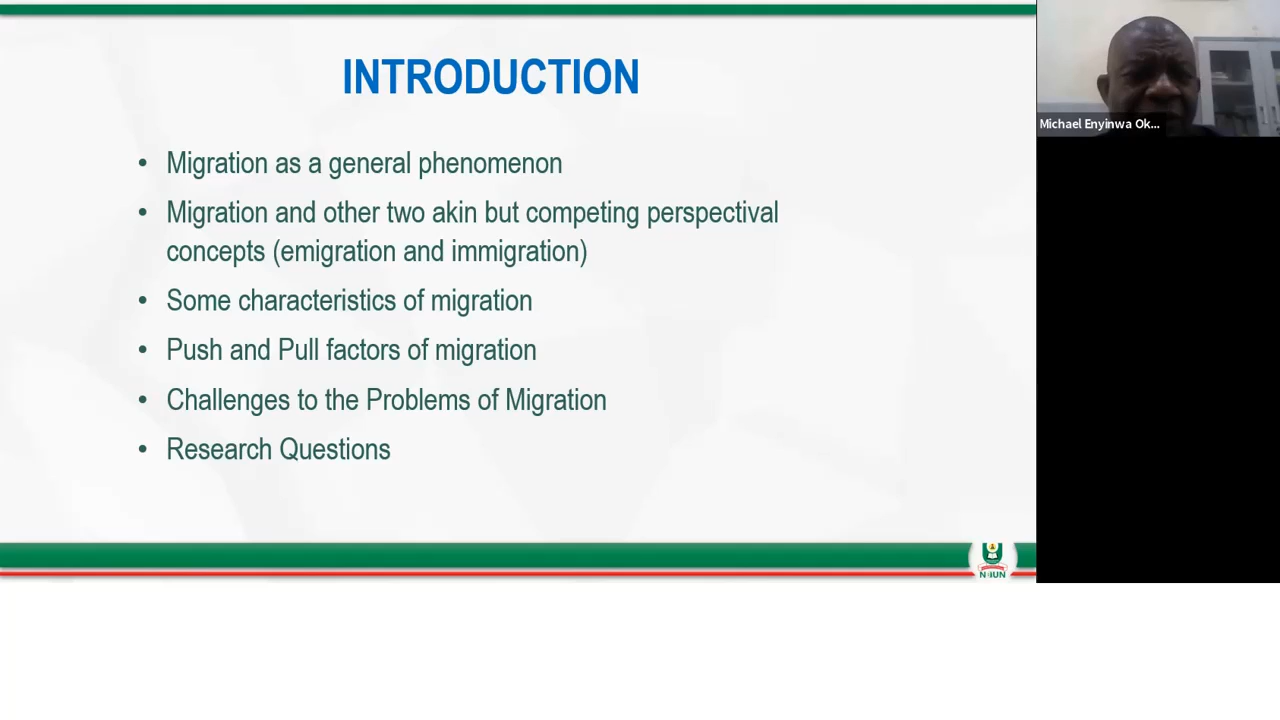 INTRODUCTION
• Migration as a general phenomenon
• Migration and other two akin but competing perspectival
concepts (emigration and immigration)
• Some characteristics of migration
• Push and Pull factors of migration
• Challenges to the Problems of Migration
• Research Questions
Michael Enyinwa Ok...